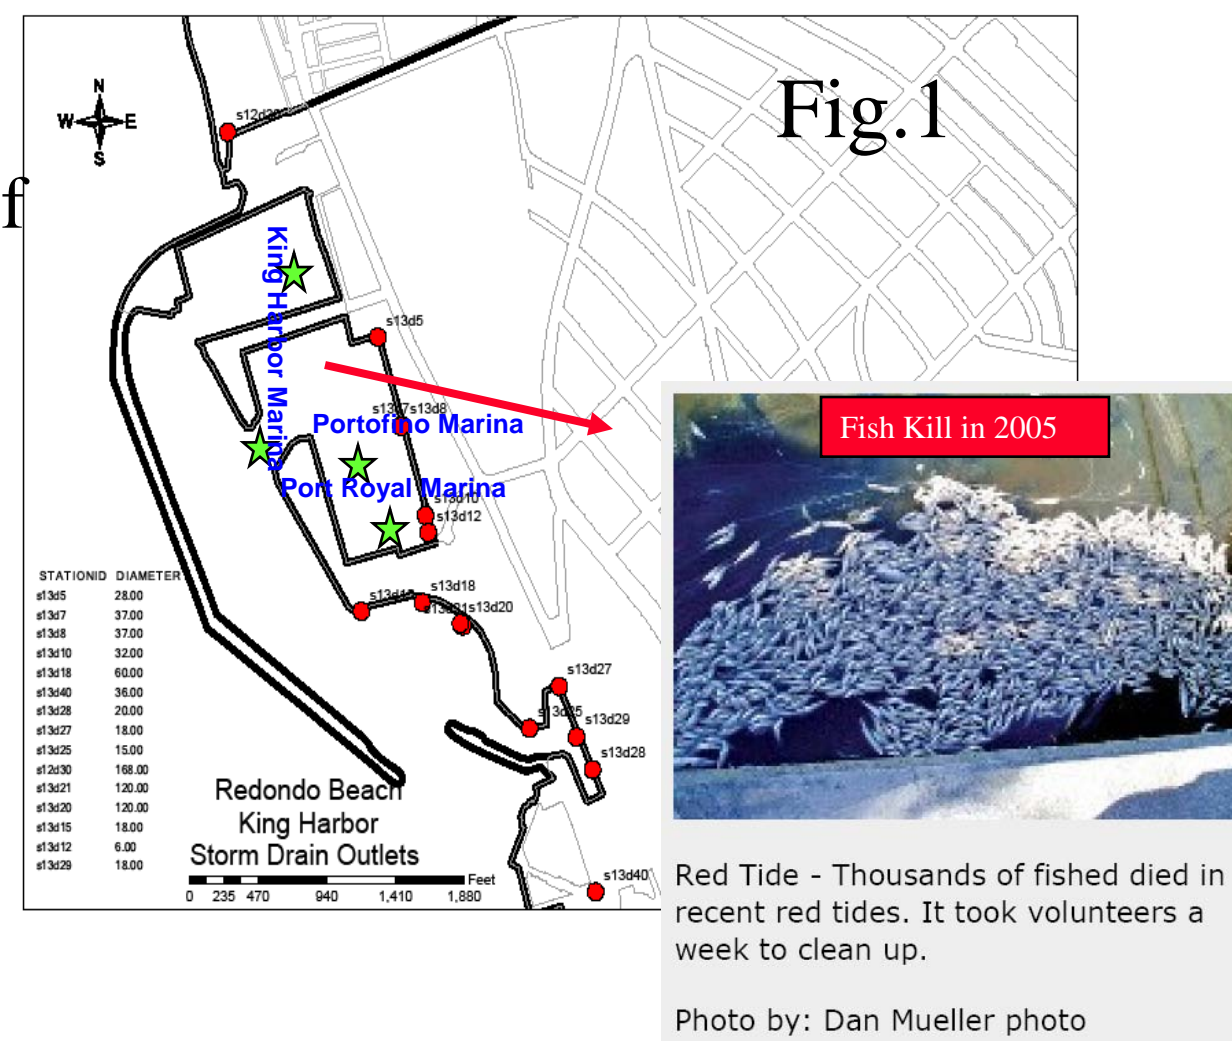 Fig.1
f
N
W E
S
s12d30
King Harbor Marina
s13d5
s13d7 s13d8
Portofino Marina
Port Royal Marina
s13d10
s13d12
s13d15
s13d18
s13d21 s13d20
s13d27
s13d25
s13d29
s13d28
s13d40
STATIONID DIAMETER
s13d5 28.00
s13d7 37.00
s13d8 37.00
s13d10 32.00
s13d18 60.00
s13d40 36.00
s13d28 20.00
s13d27 18.00
s13d25 15.00
s12d30 168.00
s13d21 120.00
s13d20 120.00
s13d15 18.00
s13d12 6.00
s13d29 18.00
Redondo Beach
King Harbor
Storm Drain Outlets
Feet
0 235 470 940 1,410 1,880
Fish Kill in 2005
Red Tide - Thousands of fished died in
recent red tides. It took volunteers a
week to clean up.
Photo by: Dan Mueller photo